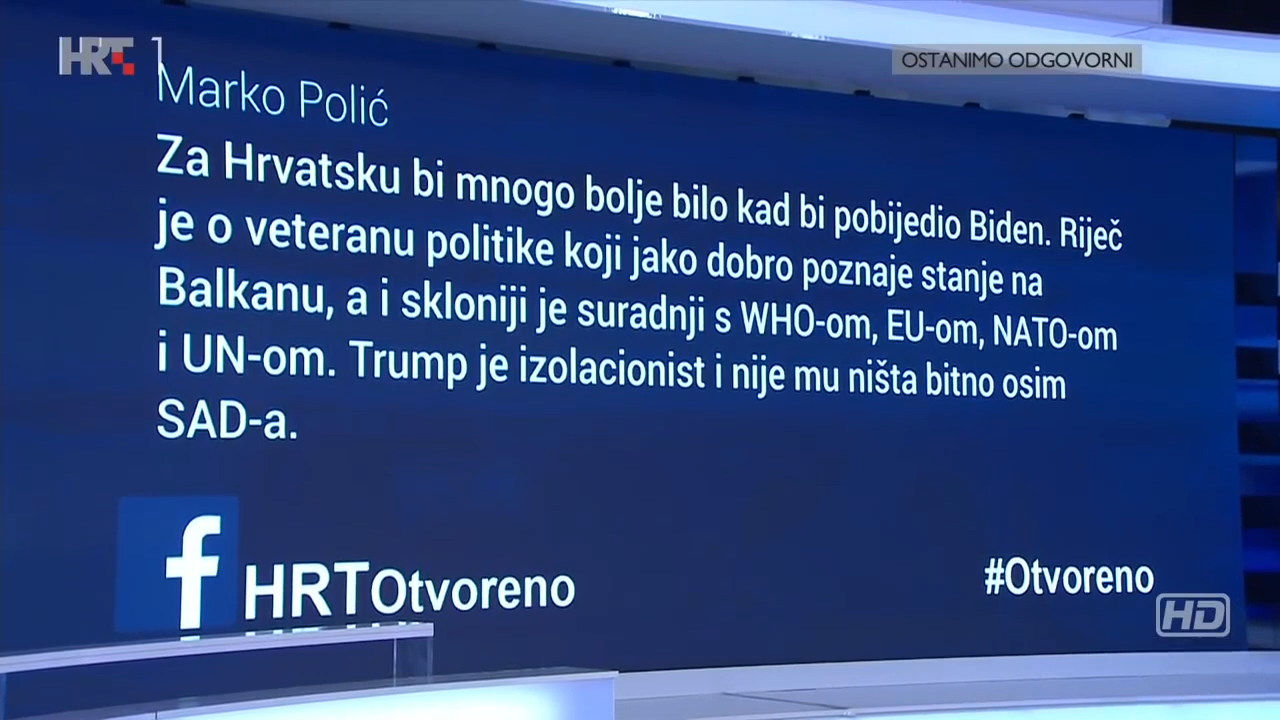 HRT 1
OSTANIMO ODGOVORNI
Marko Polić
Za Hrvatsku bi mnogo bolje bilo kad bi pobijedio Biden. Riječ
je o veteranu politike koji jako dobro poznaje stanje na
Balkanu, a i skloniji je suradnji s WHO-om, EU-om, NATO-om
i UN-om. Trump je izolacionist i nije mu ništa bitno osim
SAD-a.
f HRTOtvoreno
#Otvoreno
HD